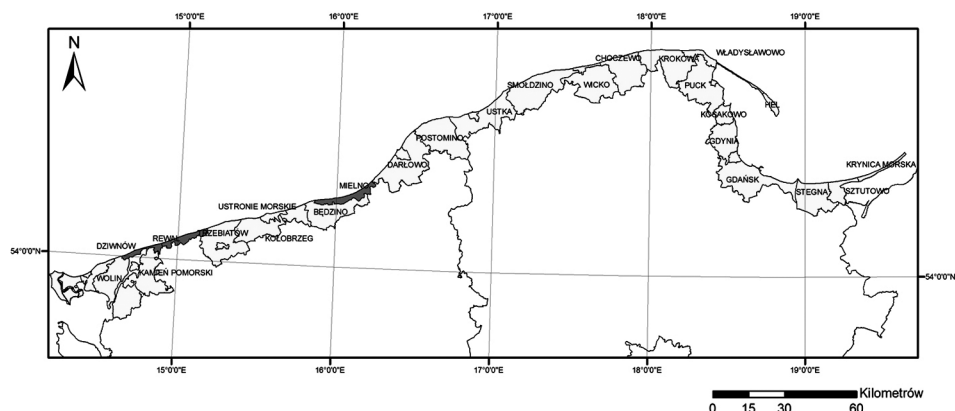 15°0'0"E 16°0'0"E 17°0'0"E 18°0'0"E 19°0'0"E
N
WŁADYSŁAWOWO
CHOCZEWO
KROKOWA
SMOŁDZINO
WICKO
PUCK
HEL
USTKA
KOSAKOWO
POSTOMINO
GDYNIA
DARŁOWO
KRYNICA MORSKA
GDAŃSK
MIELNO
STEGNA
SZTUTOWO
USTRONIE MORSKIE
BĘDZINO
TRZEBIATÓW
REWAL
KOŁOBRZEG
DZIWNÓW
54°0'0"N
WOLIN
KAMIEŃ POMORSKI
54°0'0"N
15°0'0"E 16°0'0"E 17°0'0"E 18°0'0"E 19°0'0"E
Kilometrów
0 15 30 60